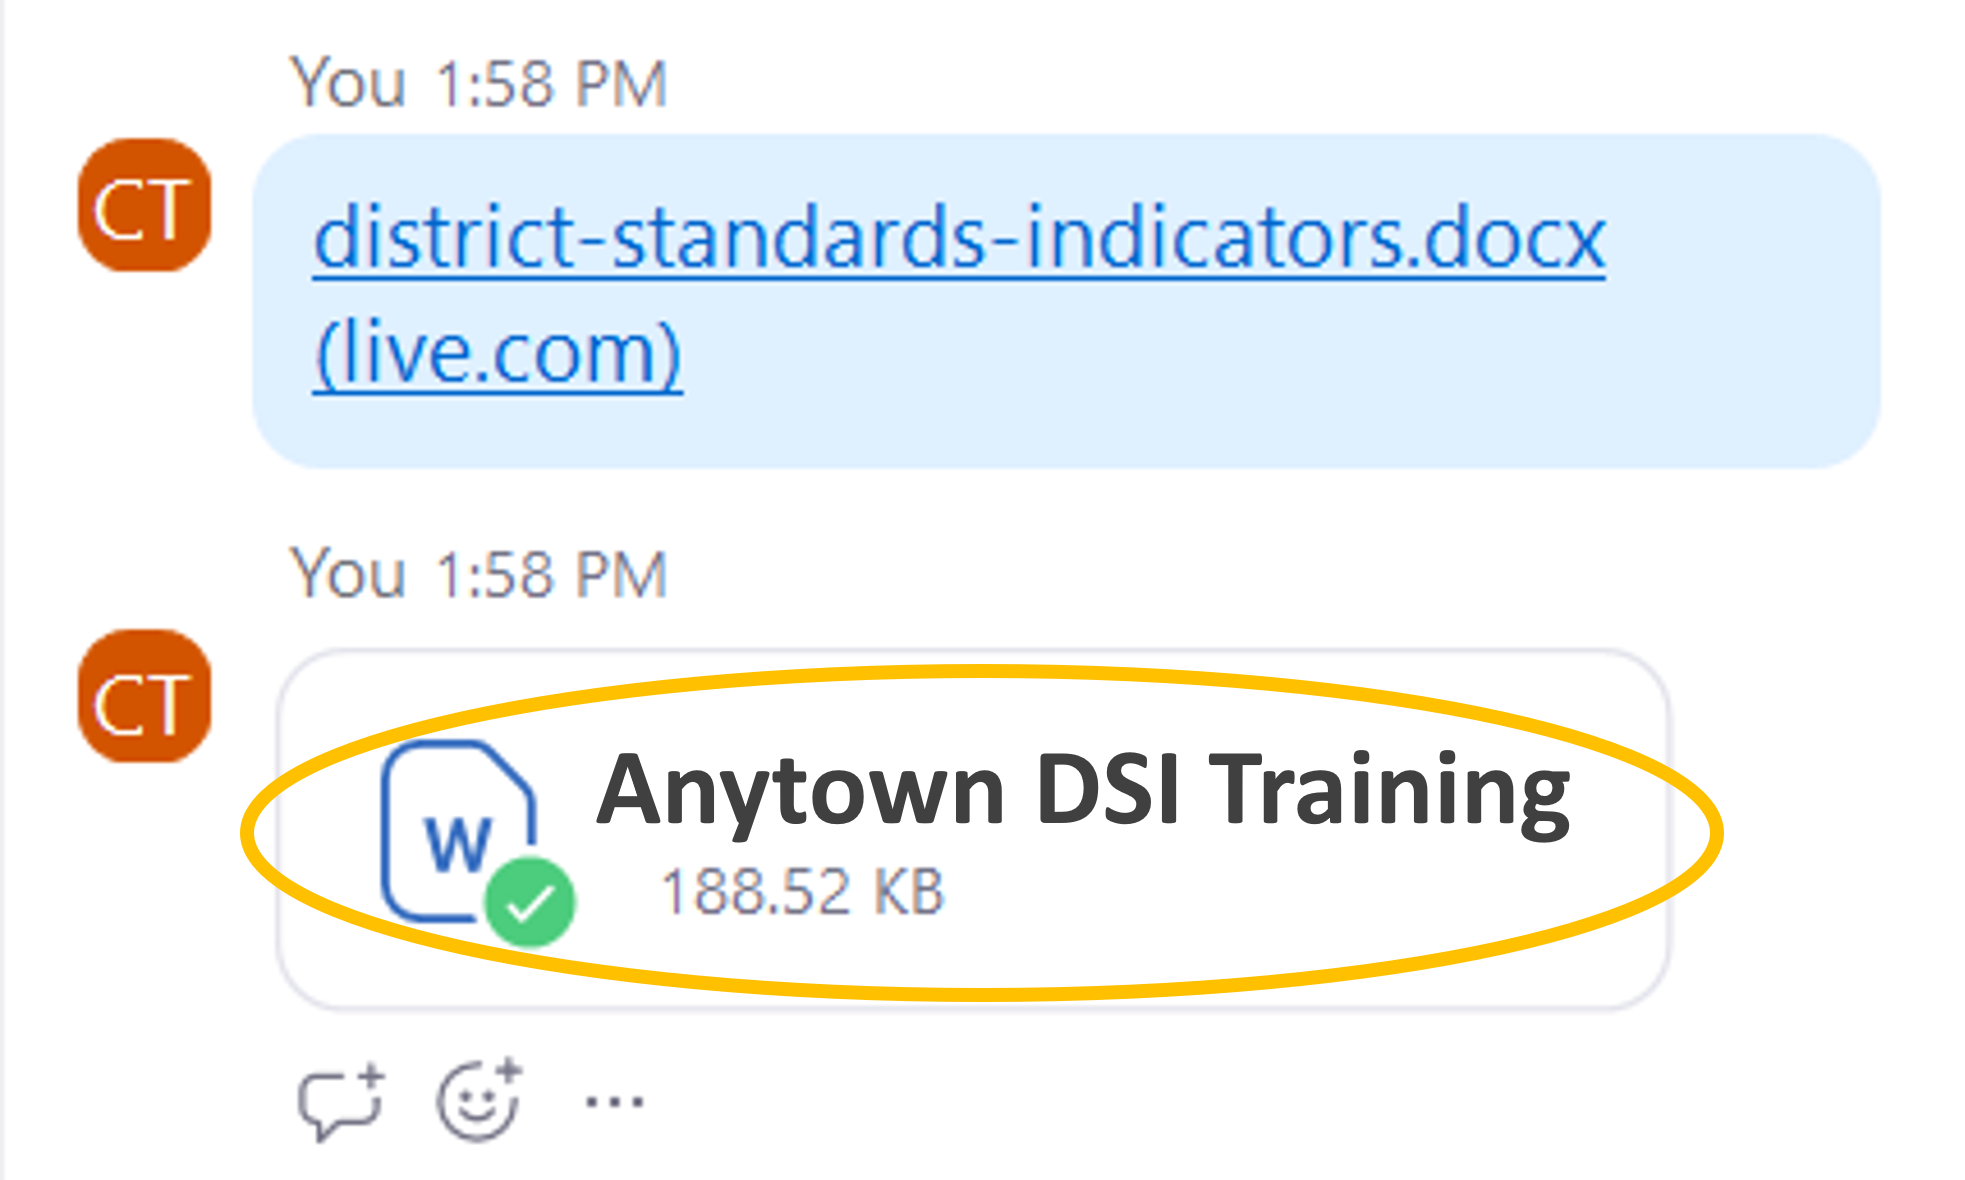 You 1:58 PM
CT
district-standards-indicators.docx
(live.com)
You 1:58 PM
CT
W
Anytown DSI Training
188.52 KB